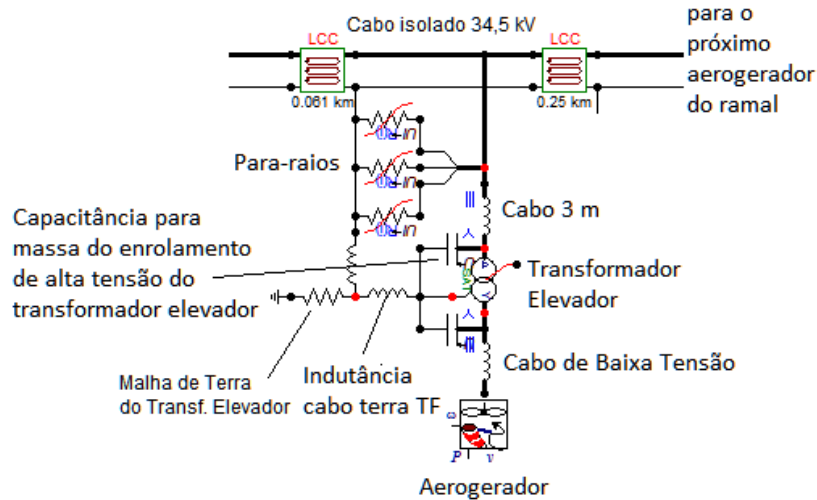 Cabo isolado 34,5 kV
para o
próximo
aerogerador
do ramal
LCC
LCC
0.061 km
0.25 km
Para-raios
Cabo 3 m
Capacitância para
massa do enrolamento
de alta tensão do
transformador elevador
Transformador
Elevador
Malha de Terra
do Transf. Elevador
Indutância
cabo terra TF
Cabo de Baixa Tensão
ω
P
v
Aerogerador